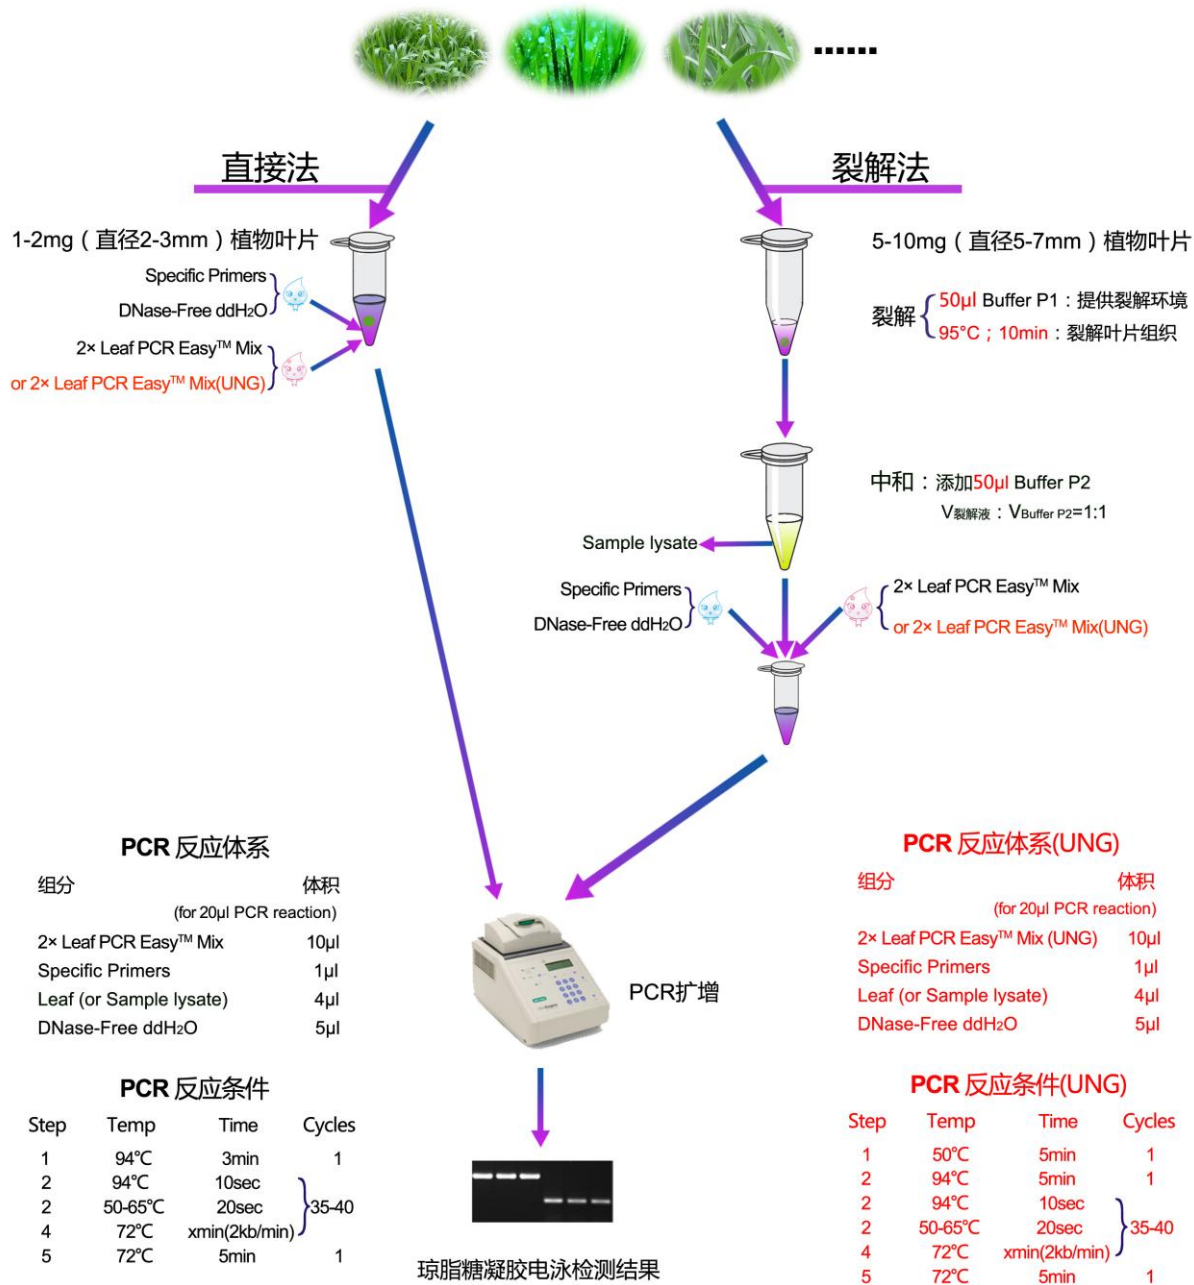 ······
直接法
裂解法
1-2mg（直径2-3mm）植物叶片
Specific Primers
DNase-Free ddH₂O
2× Leaf PCR Easy™ Mix
or 2× Leaf PCR Easy™ Mix(UNG)
5-10mg（直径5-7mm）植物叶片
裂解
50μl Buffer P1：提供裂解环境
95°C；10min：裂解叶片组织
中和：添加50μl Buffer P2
V裂解液：VBuffer P2=1:1
Sample lysate
Specific Primers
DNase-Free ddH₂O
2× Leaf PCR Easy™ Mix
or 2× Leaf PCR Easy™ Mix(UNG)
PCR 反应体系
组分 体积
(for 20μl PCR reaction)
2× Leaf PCR Easy™ Mix 10μl
Specific Primers 1μl
Leaf (or Sample lysate) 4μl
DNase-Free ddH₂O 5μl
PCR 反应条件
Step Temp Time Cycles
1 94℃ 3min 1
2 94℃ 10sec
2 50-65℃ 20sec 35-40
4 72℃ xmin(2kb/min)
5 72℃ 5min 1
PCR扩增
琼脂糖凝胶电泳检测结果
PCR 反应体系(UNG)
组分 体积
(for 20μl PCR reaction)
2× Leaf PCR Easy™ Mix (UNG) 10μl
Specific Primers 1μl
Leaf (or Sample lysate) 4μl
DNase-Free ddH₂O 5μl
PCR 反应条件(UNG)
Step Temp Time Cycles
1 50℃ 5min 1
2 94℃ 5min 1
2 94℃ 10sec
2 50-65℃ 20sec 35-40
4 72℃ xmin(2kb/min)
5 72℃ 5min 1